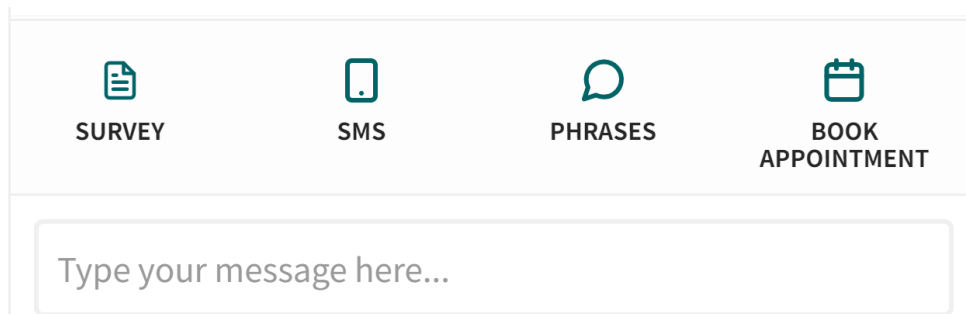 SURVEY
SMS
PHRASES
BOOK
APPOINTMENT
Type your message here...